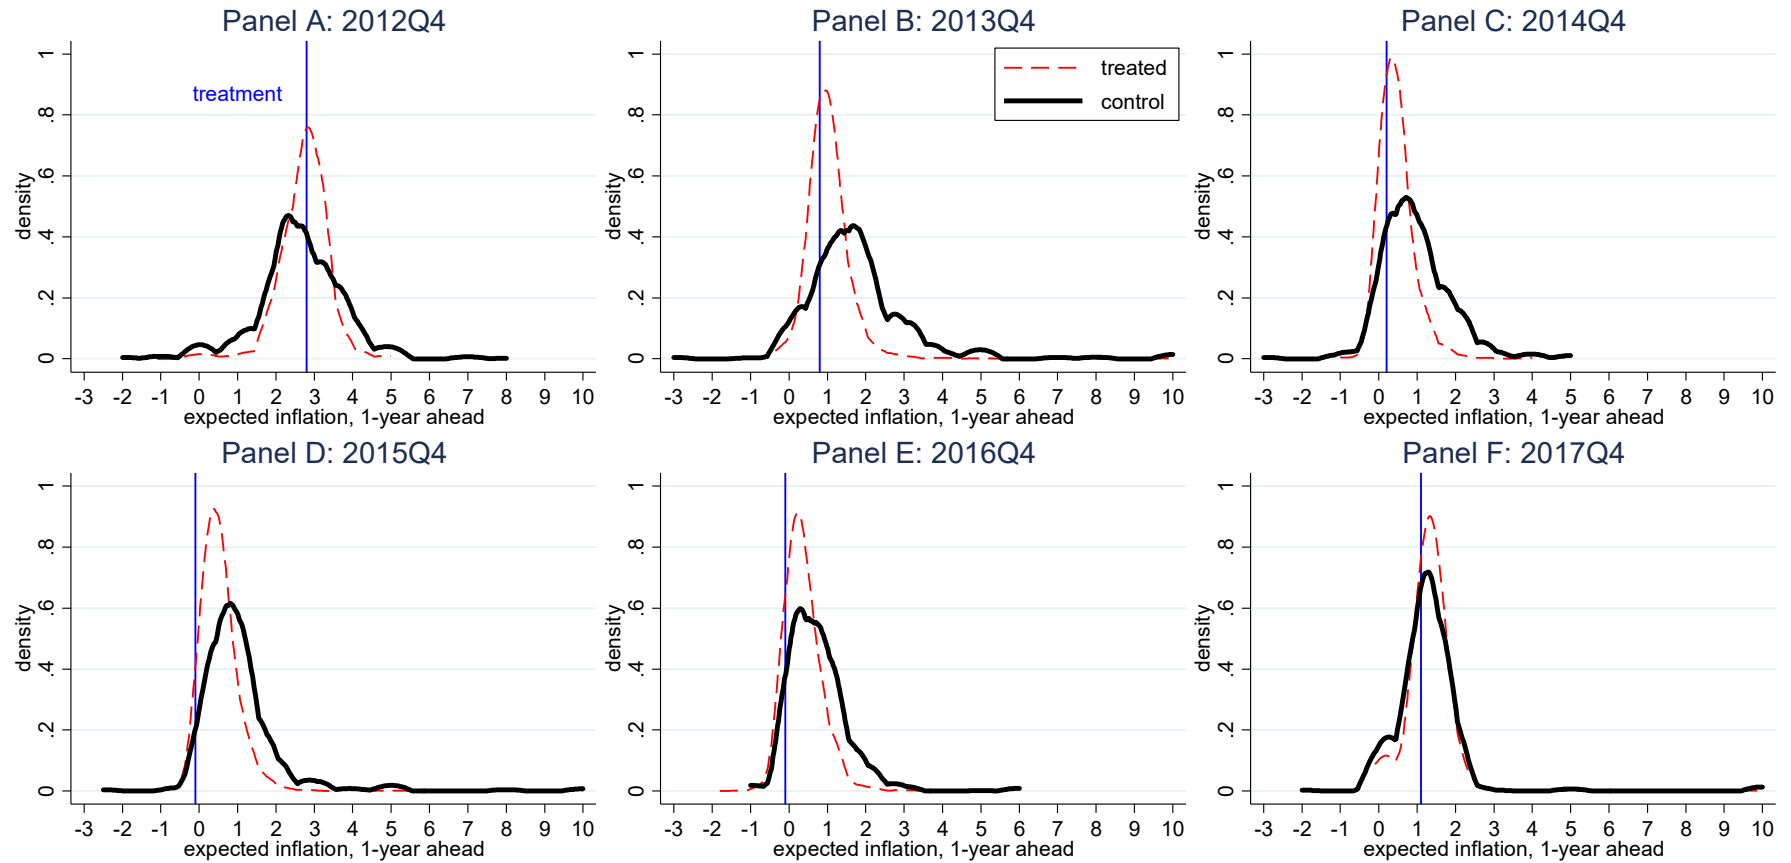 Panel A: 2012Q4
1
.8
.6
.4
.2
0
density
treatment
-3 -2 -1 0 1 2 3 4 5 6 7 8 9 10
expected inflation, 1-year ahead
Panel B: 2013Q4
1
.8
.6
.4
.2
0
density
treated
control
-3 -2 -1 0 1 2 3 4 5 6 7 8 9 10
expected inflation, 1-year ahead
Panel C: 2014Q4
1
.8
.6
.4
.2
0
density
-3 -2 -1 0 1 2 3 4 5 6 7 8 9 10
expected inflation, 1-year ahead
Panel D: 2015Q4
1
.8
.6
.4
.2
0
density
-3 -2 -1 0 1 2 3 4 5 6 7 8 9 10
expected inflation, 1-year ahead
Panel E: 2016Q4
1
.8
.6
.4
.2
0
density
-3 -2 -1 0 1 2 3 4 5 6 7 8 9 10
expected inflation, 1-year ahead
Panel F: 2017Q4
1
.8
.6
.4
.2
0
density
-3 -2 -1 0 1 2 3 4 5 6 7 8 9 10
expected inflation, 1-year ahead